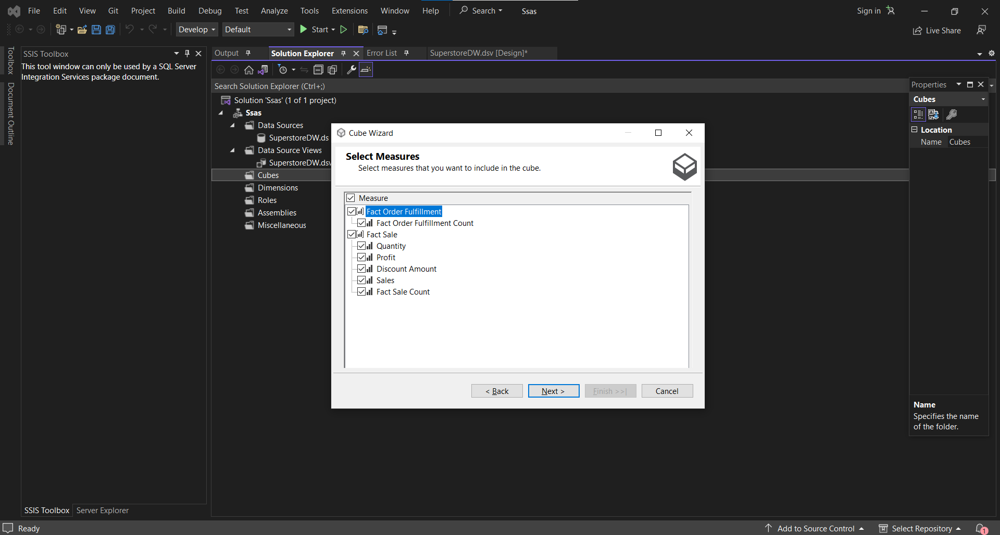 File Edit View Git Project Build Debug Test Analyze Tools Extensions Window Help Search Ssas Sign in
Develop Default Start Live Share
Toolbox
Document Outline
SSIS Toolbox
This tool window can only be used by a SQL Server
Integration Services package document.
SSIS Toolbox Server Explorer
Output Solution Explorer Error List SuperstoreDW.dsv [Design]*
Search Solution Explorer (Ctrl+;)
Solution 'Ssas' (1 of 1 project)
Ssas
Data Sources
SuperstoreDW.ds
Data Source Views
SuperstoreDW.dsv
Cubes
Dimensions
Roles
Assemblies
Miscellaneous
Cube Wizard
Select Measures
Select measures that you want to include in the cube.
Measure
Fact Order Fulfillment
Fact Order Fulfillment Count
Fact Sale
Quantity
Profit
Discount Amount
Sales
Fact Sale Count
< Back Next > Finish >>| Cancel
Properties
Cubes
Location
Name Cubes
Name
Specifies the name
of the folder.
Ready Add to Source Control Select Repository 1